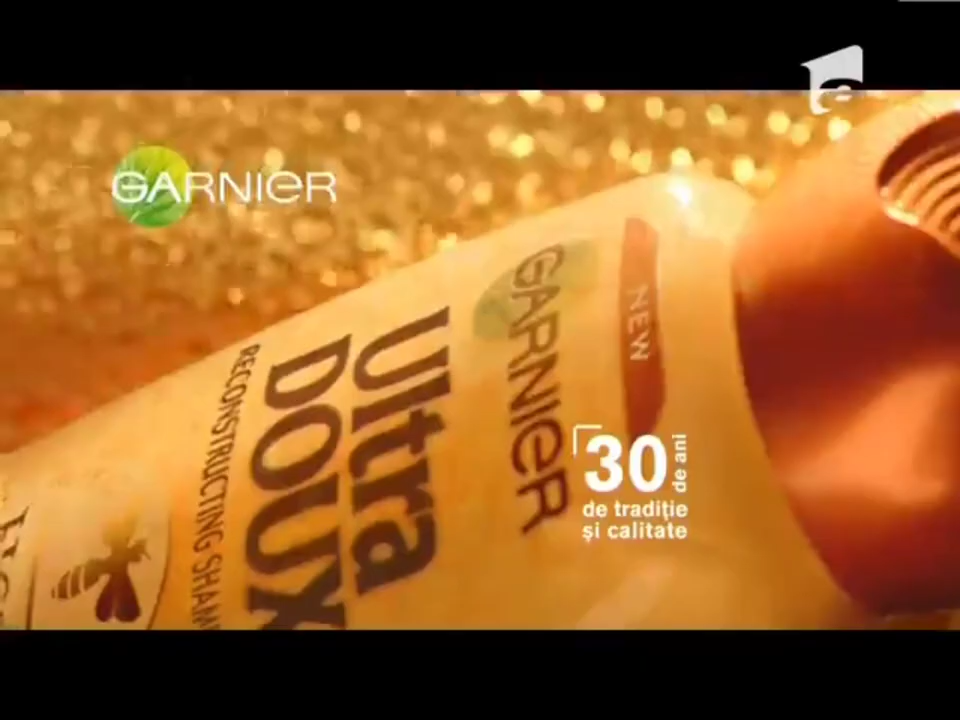 GARNIER
NEW
GARNIER
Ultra
DOUX
RECONSTRUCTING SHAM
30 de ani
de tradiție
și calitate